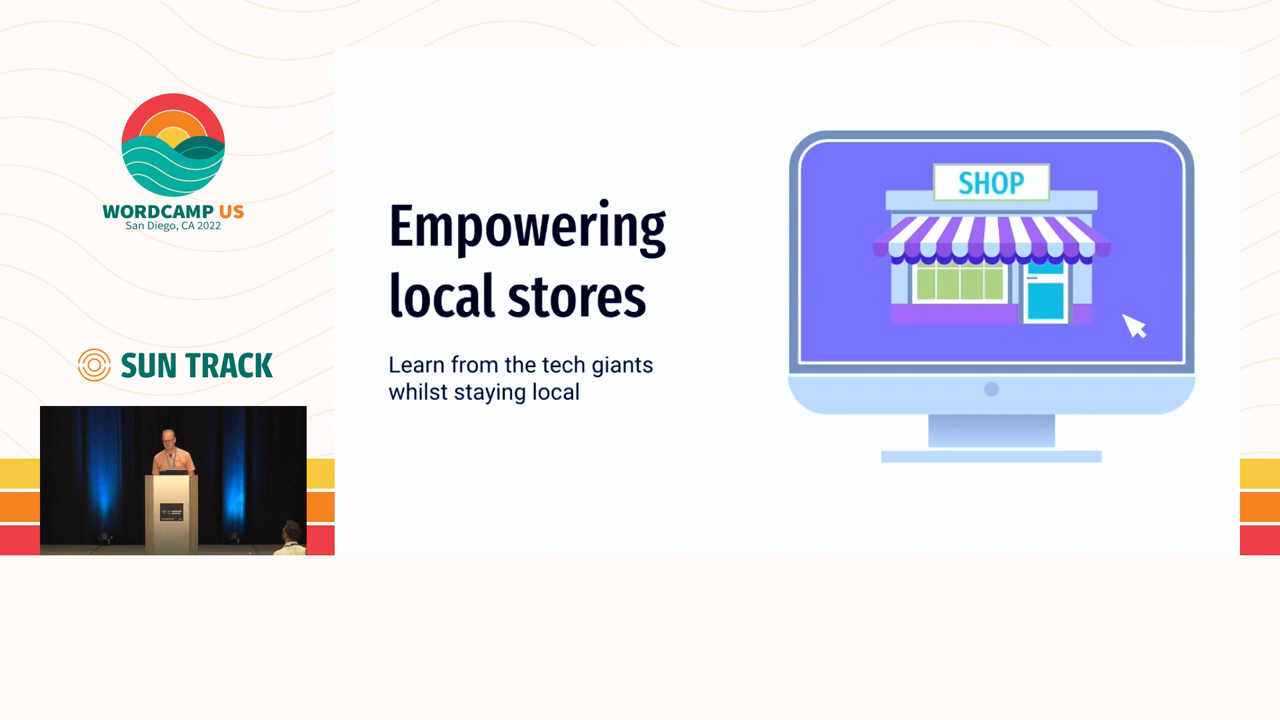 WORDCAMP US
San Diego, CA 2022
SUN TRACK
Empowering
local stores
Learn from the tech giants
whilst staying local
SHOP